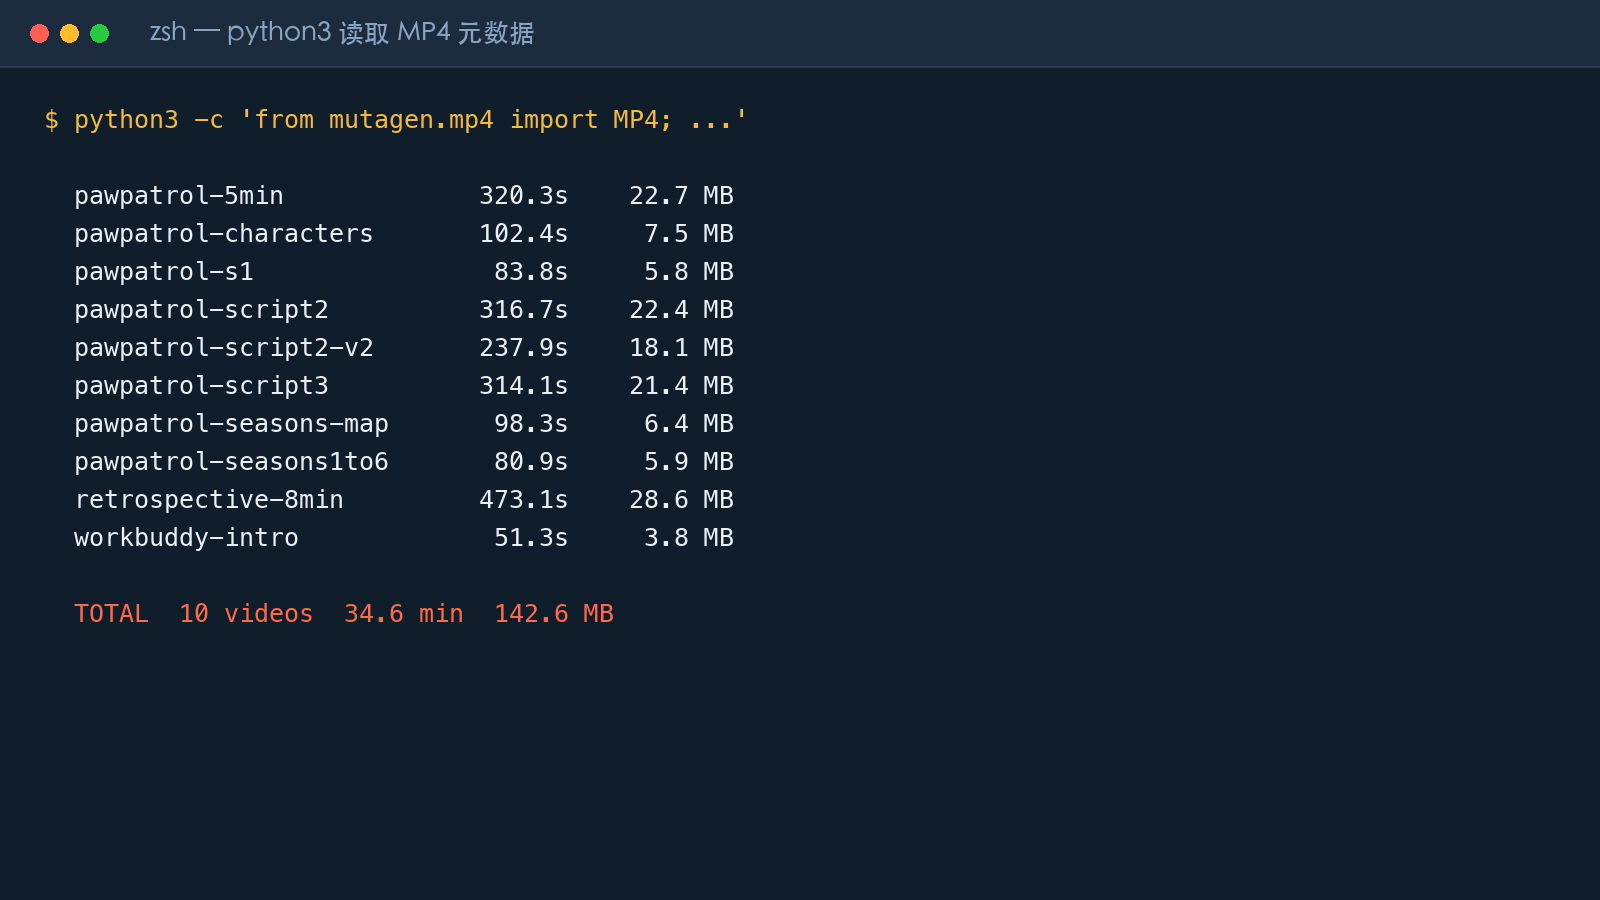 zsh — python3 读取 MP4 元数据
$ python3 -c 'from mutagen.mp4 import MP4; ...'
pawpatrol-5min 320.3s 22.7 MB
pawpatrol-characters 102.4s 7.5 MB
pawpatrol-s1 83.8s 5.8 MB
pawpatrol-script2 316.7s 22.4 MB
pawpatrol-script2-v2 237.9s 18.1 MB
pawpatrol-script3 314.1s 21.4 MB
pawpatrol-seasons-map 98.3s 6.4 MB
pawpatrol-seasons1to6 80.9s 5.9 MB
retrospective-8min 473.1s 28.6 MB
workbuddy-intro 51.3s 3.8 MB
TOTAL 10 videos 34.6 min 142.6 MB